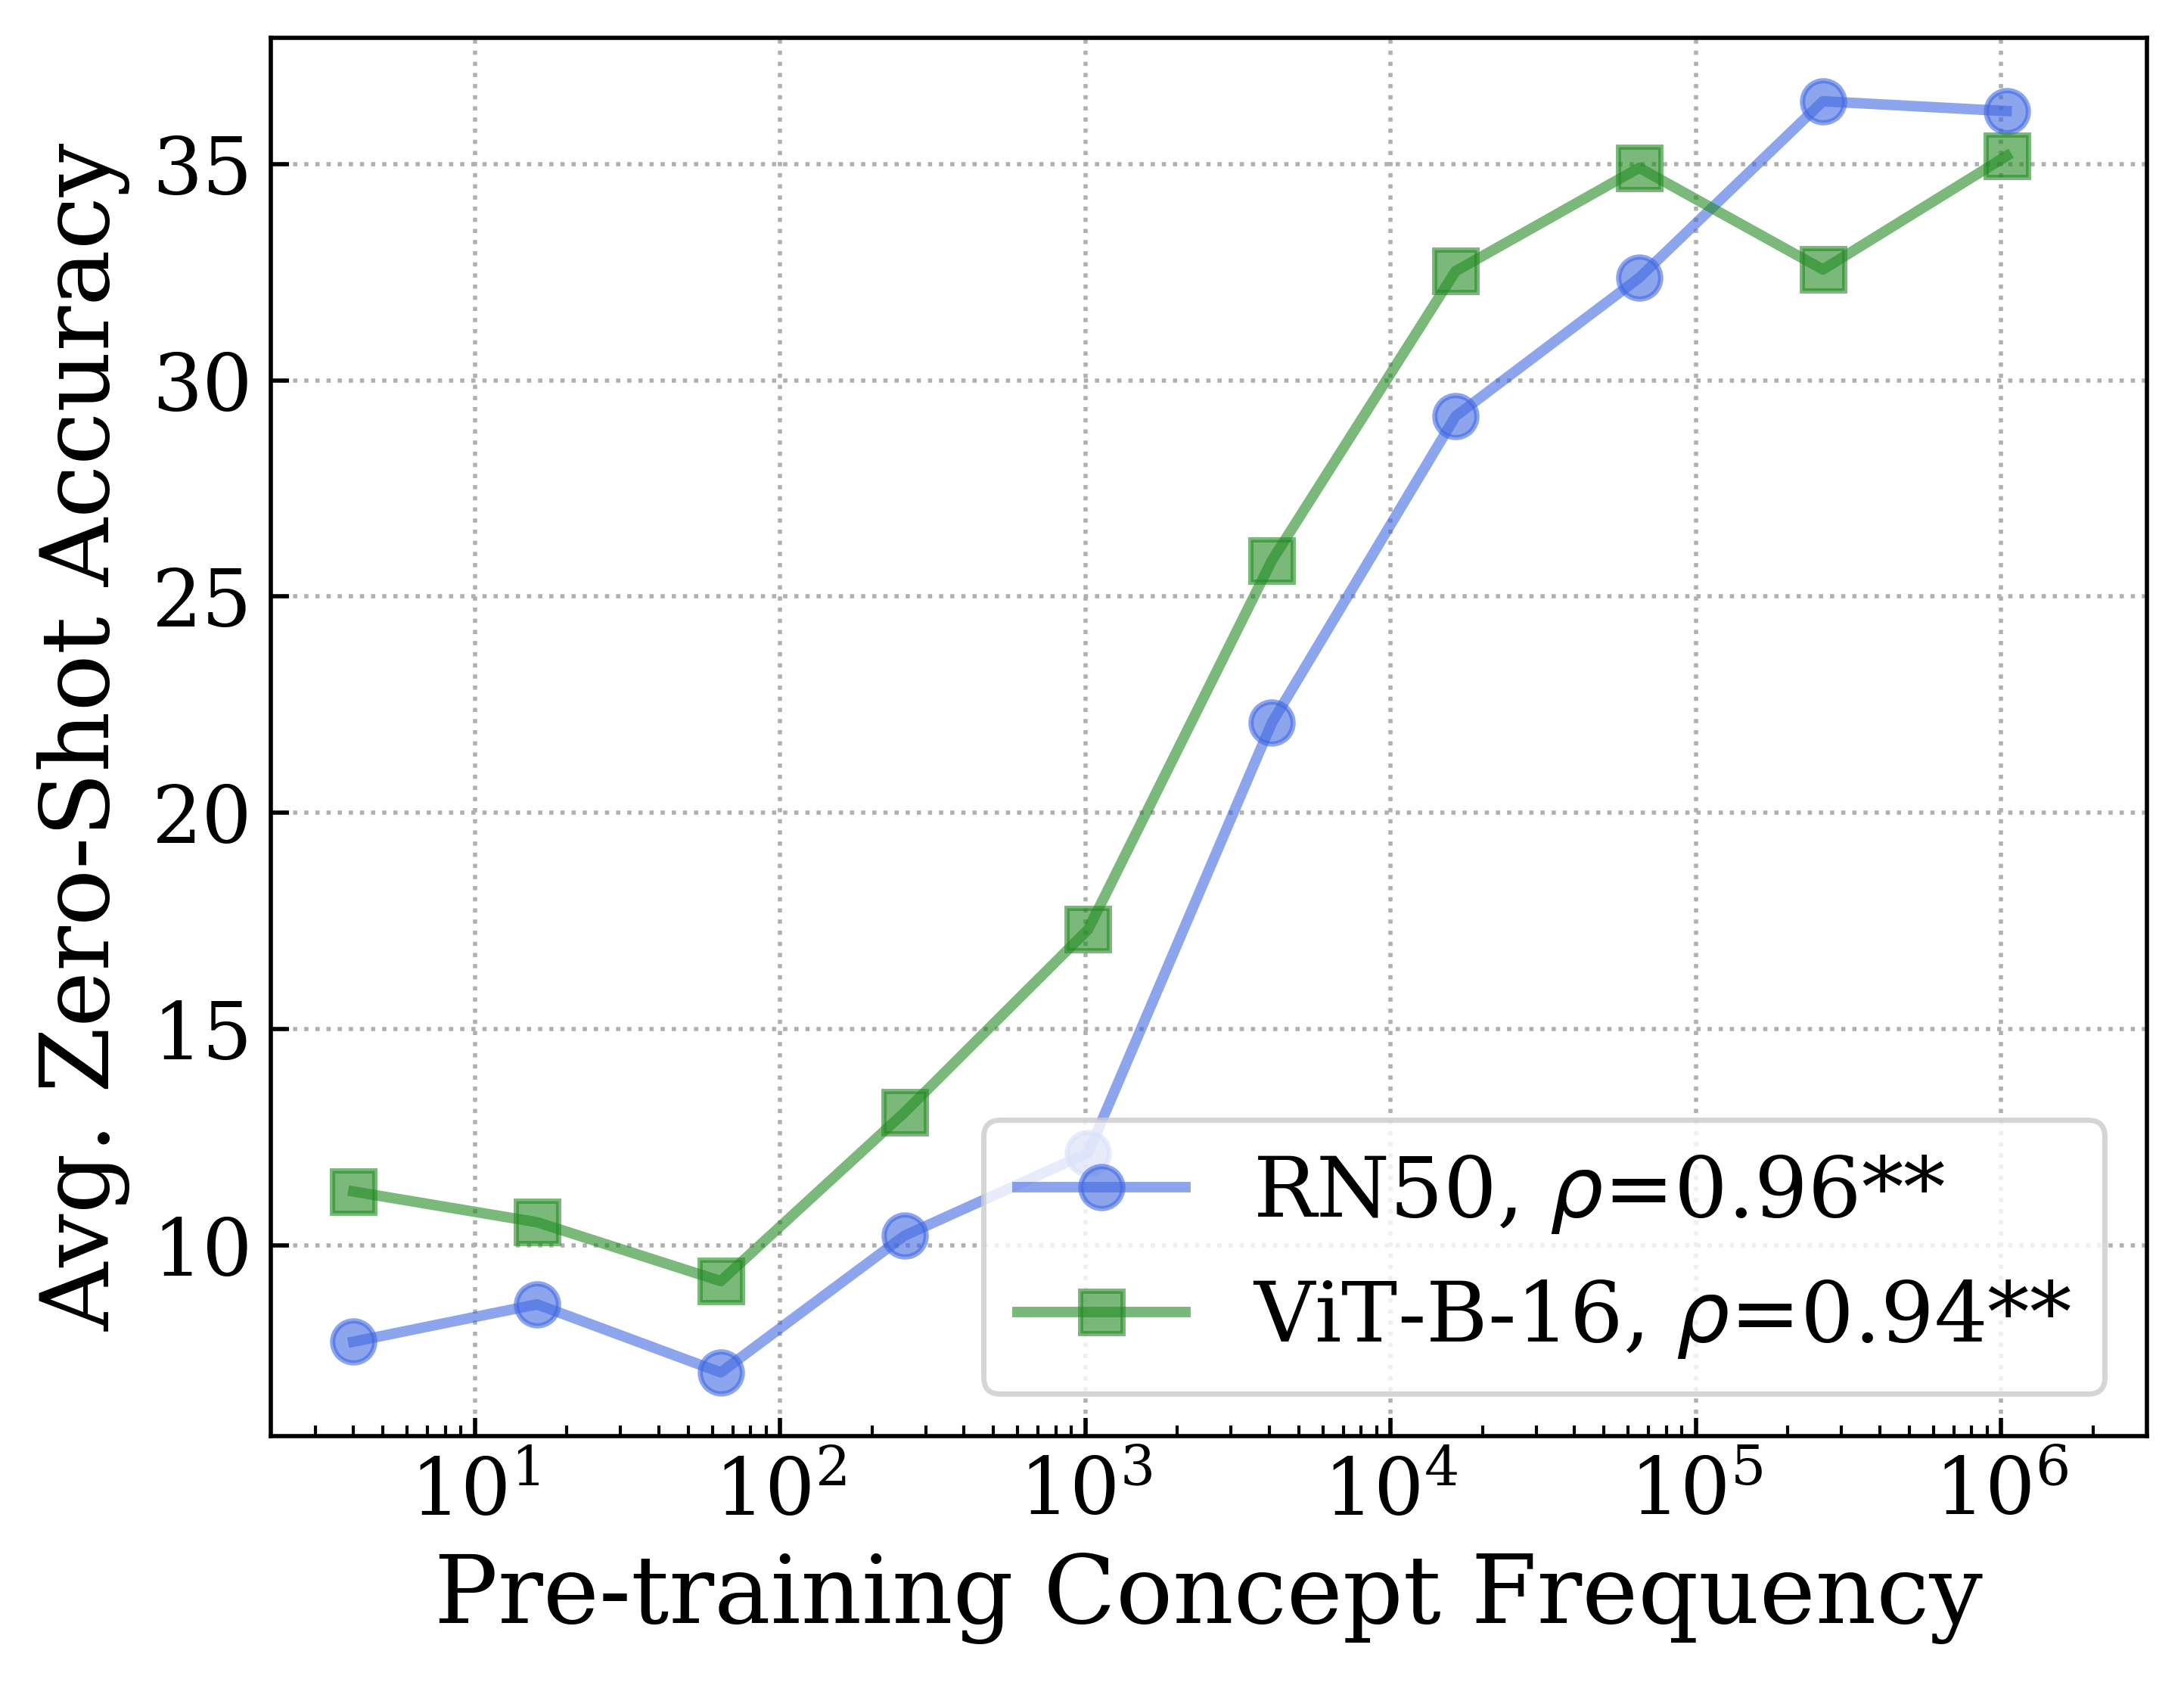 Avg. Zero-Shot Accuracy
35
30
25
20
15
10
RN50, ρ=0.96**
ViT-B-16, ρ=0.94**
10¹ 10² 10³ 10⁴ 10⁵ 10⁶
Pre-training Concept Frequency